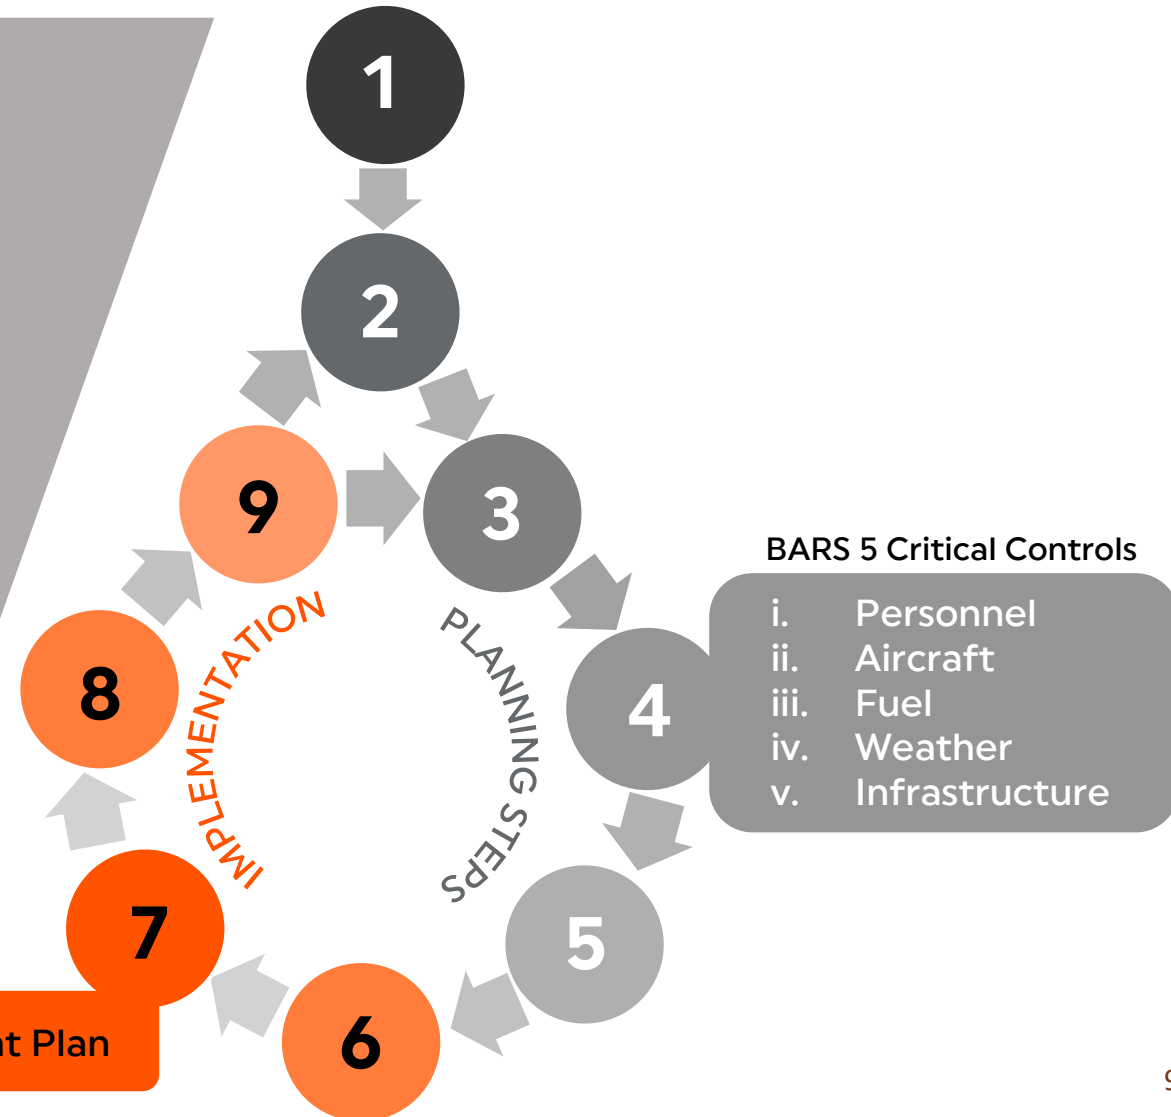 1
2
9
3
BARS 5 Critical Controls
i. Personnel
ii. Aircraft
iii. Fuel
iv. Weather
v. Infrastructure
8
4
IMPLEMENTATION
PLANNING STEPS
7
5
6
Plan